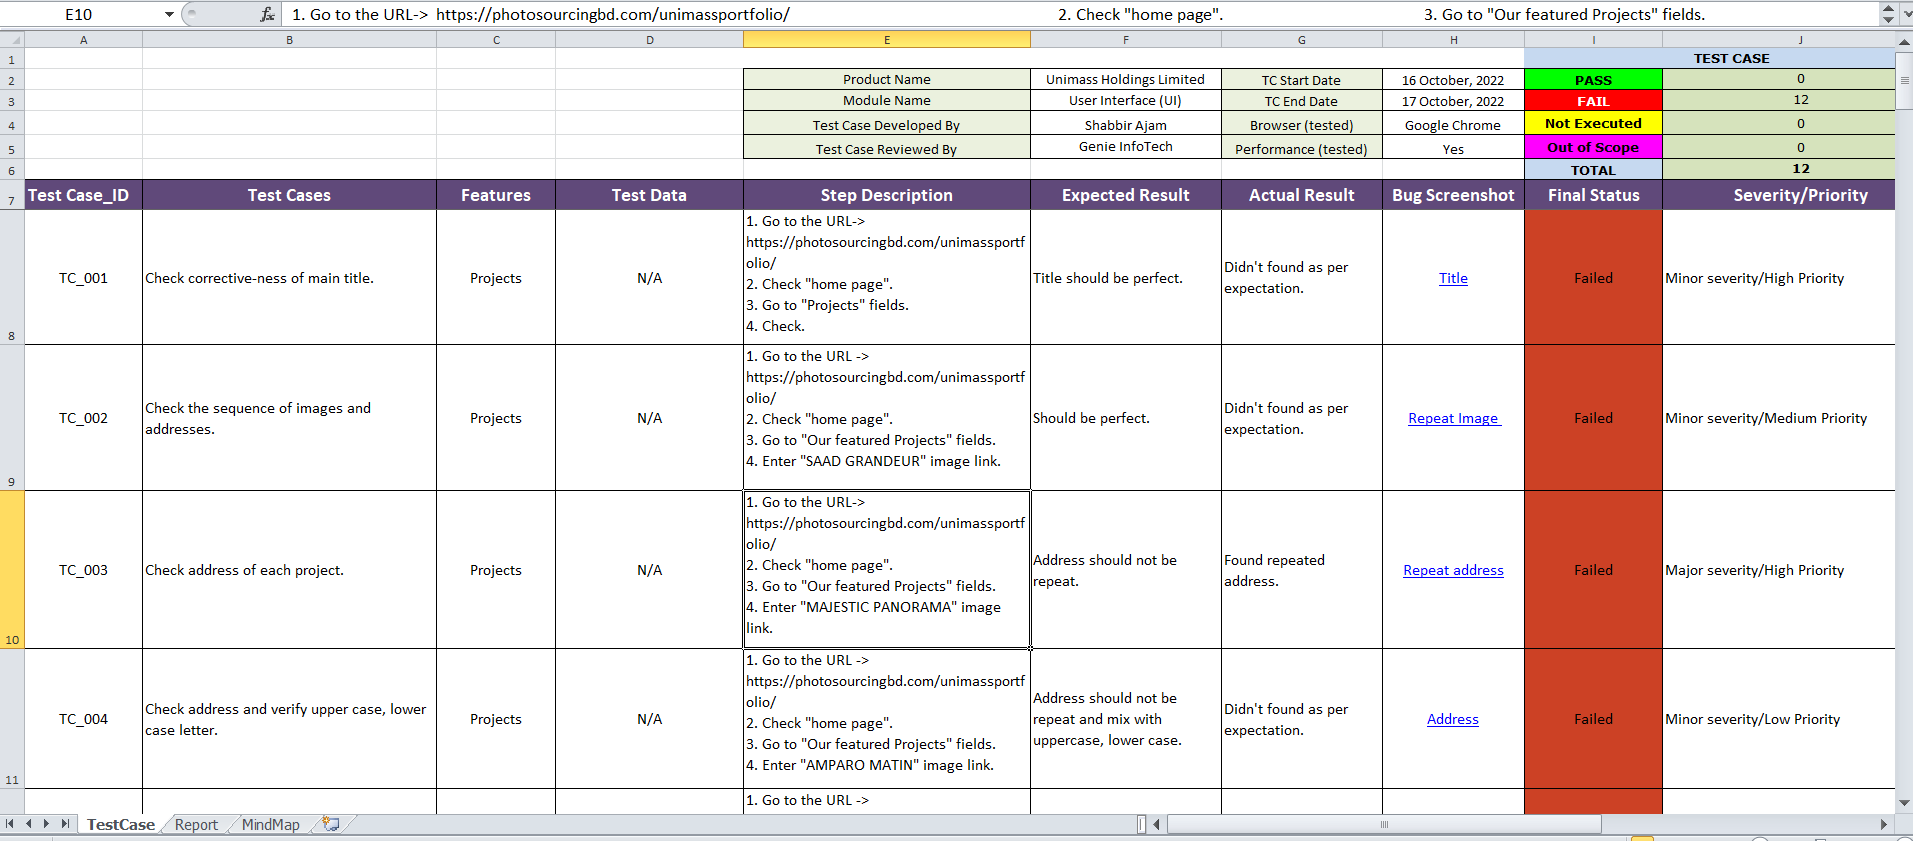 E10 fx 1. Go to the URL-> https://photosourcingbd.com/unimassportfolio/ 2. Check "home page". 3. Go to "Our featured Projects" fields.
A B C D E F G H I J
1 TEST CASE
2 Product Name Unimass Holdings Limited TC Start Date 16 October, 2022 PASS 0
3 Module Name User Interface (UI) TC End Date 17 October, 2022 FAIL 12
4 Test Case Developed By Shabbir Ajam Browser (tested) Google Chrome Not Executed 0
5 Test Case Reviewed By Genie InfoTech Performance (tested) Yes Out of Scope 0
6 TOTAL 12
7 Test Case_ID Test Cases Features Test Data Step Description Expected Result Actual Result Bug Screenshot Final Status Severity/Priority
8
TC_001
Check corrective-ness of main title.
Projects
N/A
1. Go to the URL->
https://photosourcingbd.com/unimassportf
olio/
2. Check "home page".
3. Go to "Projects" fields.
4. Check.
Title should be perfect.
Didn't found as per
expectation.
Title
Failed
Minor severity/High Priority
9
TC_002
Check the sequence of images and
addresses.
Projects
N/A
1. Go to the URL ->
https://photosourcingbd.com/unimassportf
olio/
2. Check "home page".
3. Go to "Our featured Projects" fields.
4. Enter "SAAD GRANDEUR" image link.
Should be perfect.
Didn't found as per
expectation.
Repeat Image
Failed
Minor severity/Medium Priority
10
TC_003
Check address of each project.
Projects
N/A
1. Go to the URL->
https://photosourcingbd.com/unimassportf
olio/
2. Check "home page".
3. Go to "Our featured Projects" fields.
4. Enter "MAJESTIC PANORAMA" image
link.
Address should not be
repeat.
Found repeated
address.
Repeat address
Failed
Major severity/High Priority
11
TC_004
Check address and verify upper case, lower
case letter.
Projects
N/A
1. Go to the URL ->
https://photosourcingbd.com/unimassportf
olio/
2. Check "home page".
3. Go to "Our featured Projects" fields.
4. Enter "AMPARO MATIN" image link.
Address should not be
repeat and mix with
uppercase, lower case.
Didn't found as per
expectation.
Address
Failed
Minor severity/Low Priority
1. Go to the URL ->
TestCase Report MindMap